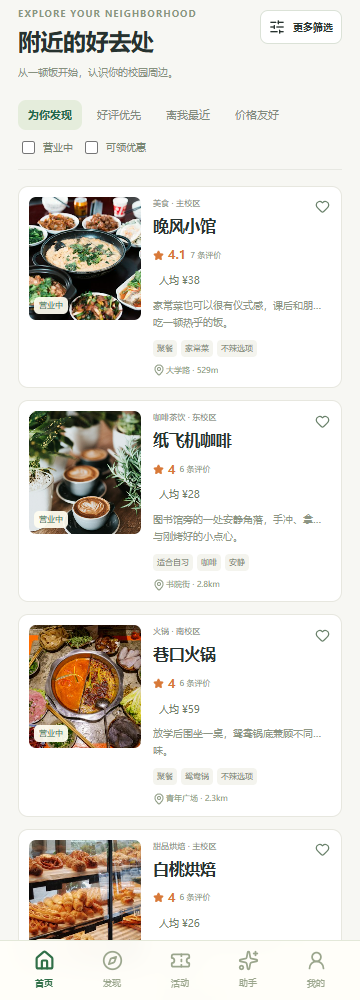 EXPLORE YOUR NEIGHBORHOOD
附近的好去处
更多筛选
从一顿饭开始，认识你的校园周边。
为你发现 好评优先 离我最近 价格友好
营业中 可领优惠
美食 · 主校区
晚风小馆
4.1 7 条评价
人均 ¥38
家常菜也可以很有仪式感，课后和朋...
吃一顿热乎的饭。
营业中
聚餐 家常菜 不辣选项
大学路 · 529m
咖啡茶饮 · 东校区
纸飞机咖啡
4 6 条评价
人均 ¥28
图书馆旁的一处安静角落，手冲、拿...
与刚烤好的小点心。
营业中
适合自习 咖啡 安静
书院街 · 2.8km
火锅 · 南校区
巷口火锅
4 6 条评价
人均 ¥59
放学后围坐一桌，鸳鸯锅底兼顾不同...
味。
营业中
聚餐 鸳鸯锅 不辣选项
青年广场 · 2.3km
甜品烘焙 · 主校区
白桃烘焙
4 6 条评价
人均 ¥26
首页 发现 活动 助手 我的